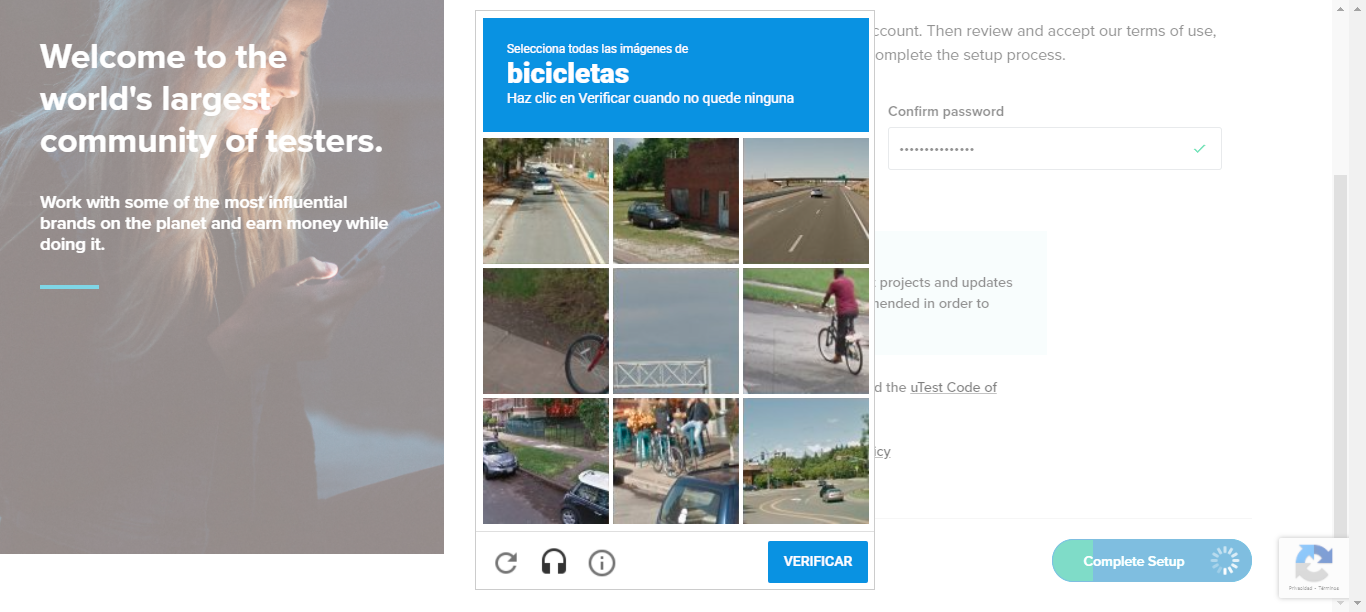 Welcome to the
world's largest
community of testers.
Work with some of the most influential
brands on the planet and earn money while
doing it.
Selecciona todas las imágenes de
bicicletas
Haz clic en Verificar cuando no quede ninguna
VERIFICAR
ccount. Then review and accept our terms of use,
omplete the setup process.
Confirm password
projects and updates
ended in order to
d the uTest Code of
icy
Complete Setup
Privacidad - Términos